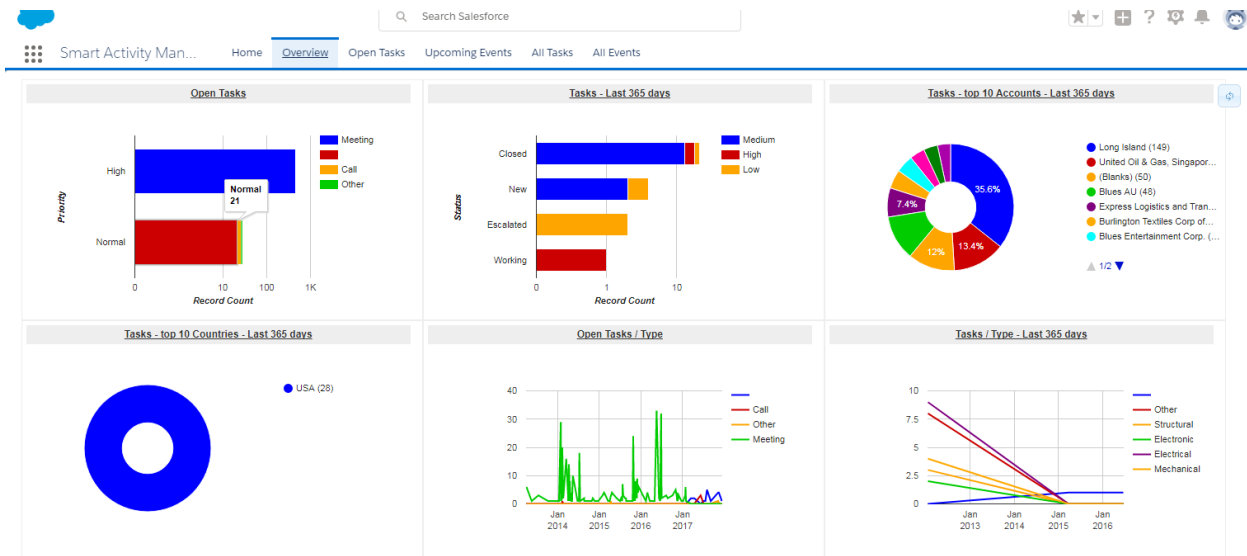 Search Salesforce
Smart Activity Man... Home Overview Open Tasks Upcoming Events All Tasks All Events
Open Tasks
Meeting
Call
Other
High
Normal
Normal
21
Priority
0 10 100 1K
Record Count
Tasks - Last 365 days
Medium
High
Low
Closed
New
Escalated
Working
Status
0 1 10
Record Count
Tasks - top 10 Accounts - Last 365 days
35.6%
13.4%
12%
7.4%
Long Island (149)
United Oil & Gas, Singapor...
(Blanks) (50)
Blues AU (48)
Express Logistics and Tran...
Burlington Textiles Corp of...
Blues Entertainment Corp. (...
1/2
Tasks - top 10 Countries - Last 365 days
USA (28)
Open Tasks / Type
40
30
20
10
0
Jan Jan Jan Jan
2014 2015 2016 2017
Call
Other
Meeting
Tasks / Type - Last 365 days
10
7.5
5
2.5
0
Jan Jan Jan Jan
2013 2014 2015 2016
Other
Structural
Electronic
Electrical
Mechanical